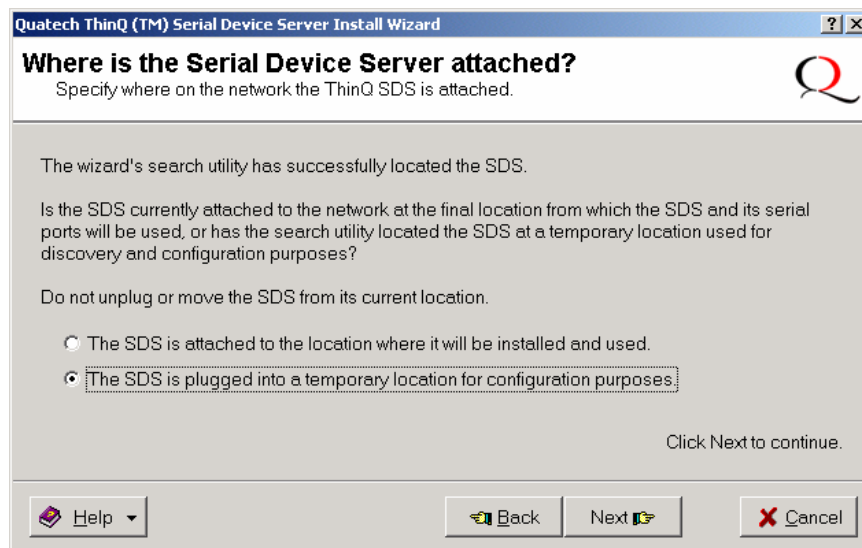 Quatech ThinQ (TM) Serial Device Server Install Wizard
Where is the Serial Device Server attached?
Specify where on the network the ThinQ SDS is attached.
The wizard's search utility has successfully located the SDS.
Is the SDS currently attached to the network at the final location from which the SDS and its serial
ports will be used, or has the search utility located the SDS at a temporary location used for
discovery and configuration purposes?
Do not unplug or move the SDS from its current location.
The SDS is attached to the location where it will be installed and used.
The SDS is plugged into a temporary location for configuration purposes.
Click Next to continue.
Help Back Next Cancel